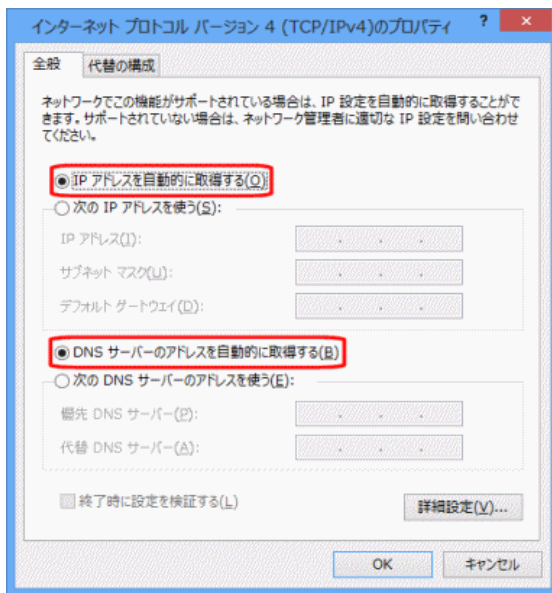 インターネット プロトコル バージョン 4 (TCP/IPv4)のプロパティ
全般 代替の構成
ネットワークでこの機能がサポートされている場合は、IP 設定を自動的に取得することがで
きます。サポートされていない場合は、ネットワーク管理者に適切な IP 設定を問い合わせ
てください。
IP アドレスを自動的に取得する(O)
次の IP アドレスを使う(S):
IP アドレス(I):
サブネット マスク(U):
デフォルト ゲートウェイ(D):
DNS サーバーのアドレスを自動的に取得する(B)
次の DNS サーバーのアドレスを使う(E):
優先 DNS サーバー(P):
代替 DNS サーバー(A):
終了時に設定を検証する(L)
詳細設定(V)...
OK キャンセル